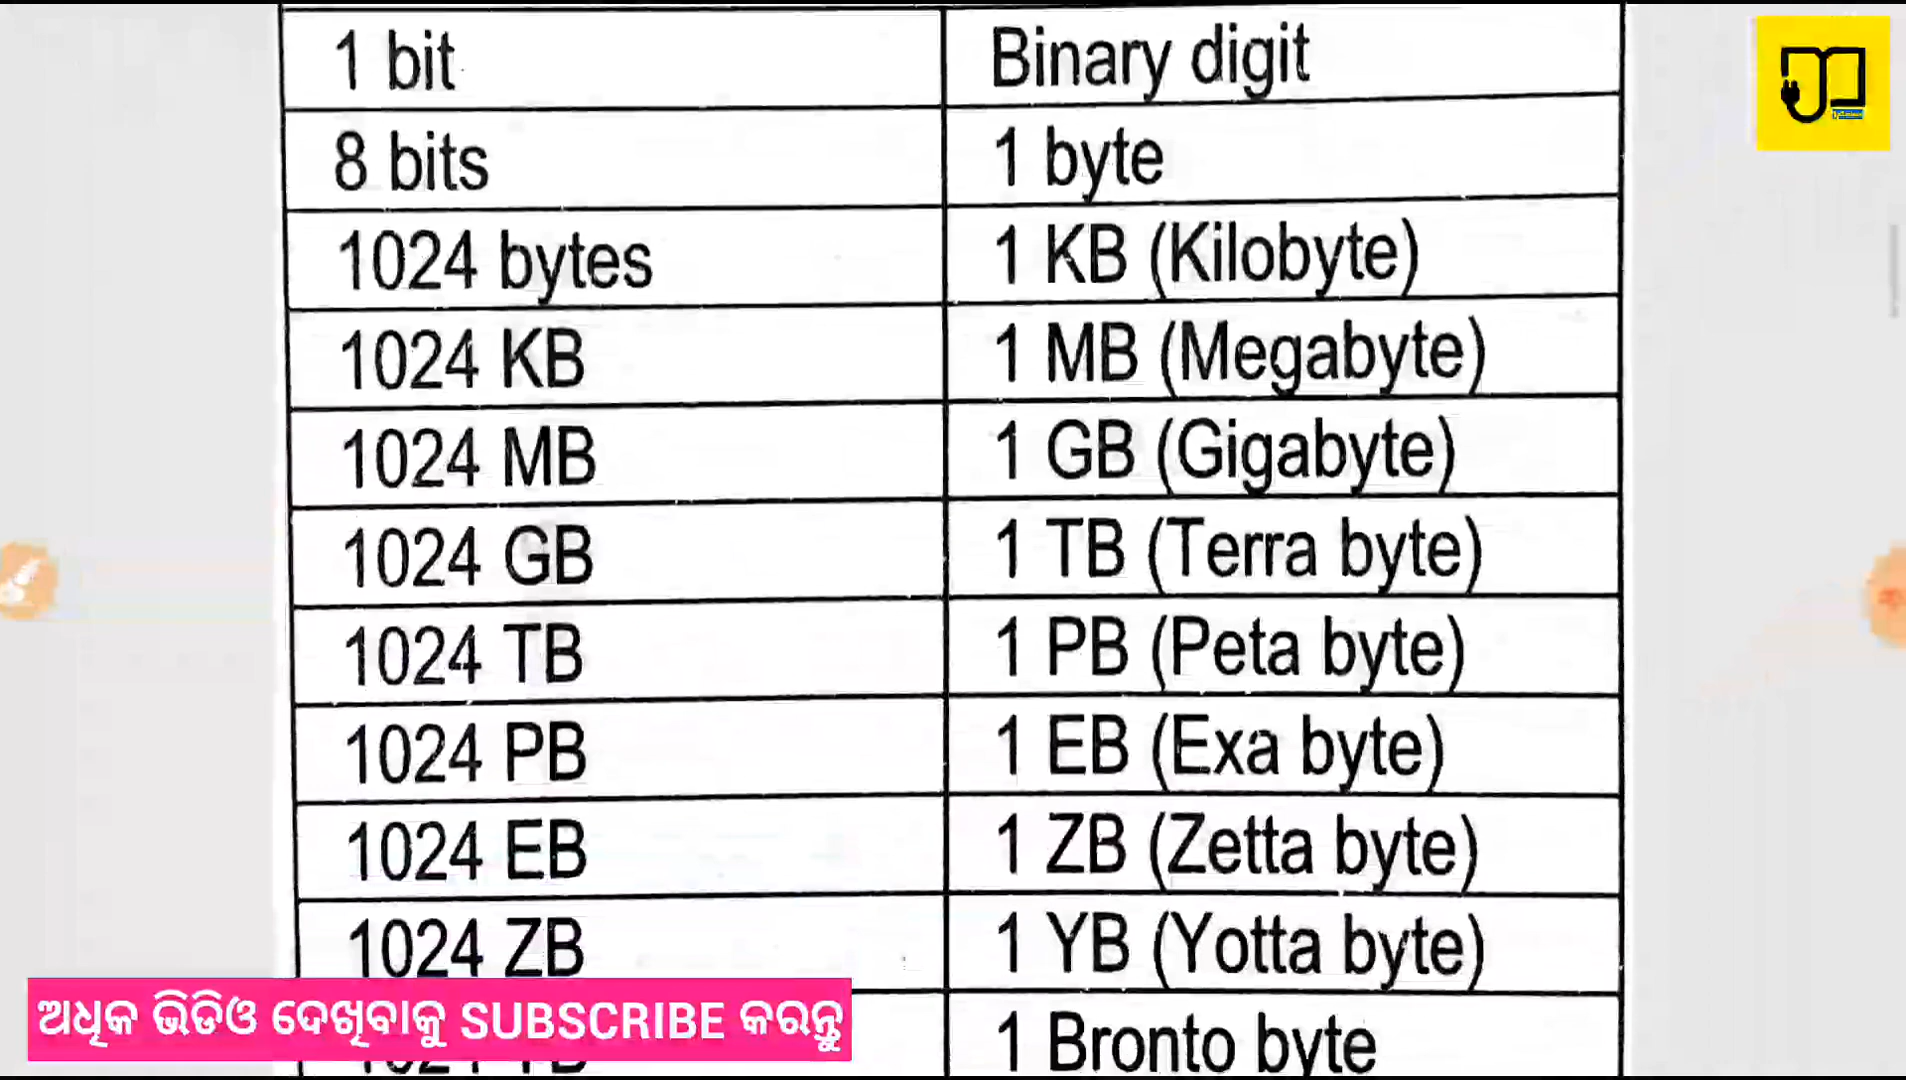 1 bit Binary digit
8 bits 1 byte
1024 bytes 1 KB (Kilobyte)
1024 KB 1 MB (Megabyte)
1024 MB 1 GB (Gigabyte)
1024 GB 1 TB (Terra byte)
1024 TB 1 PB (Peta byte)
1024 PB 1 EB (Exa byte)
1024 EB 1 ZB (Zetta byte)
1024 ZB 1 YB (Yotta byte)
1 Bronto byte
ଅଧିକ ଭିଡିଓ ଦେଖିବାକୁ SUBSCRIBE କରନ୍ତୁ